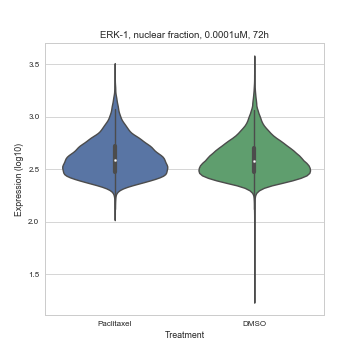 ERK-1, nuclear fraction, 0.0001uM, 72h
3.5
3.0
2.5
2.0
1.5
Expression (log10)
Paclitaxel
DMSO
Treatment